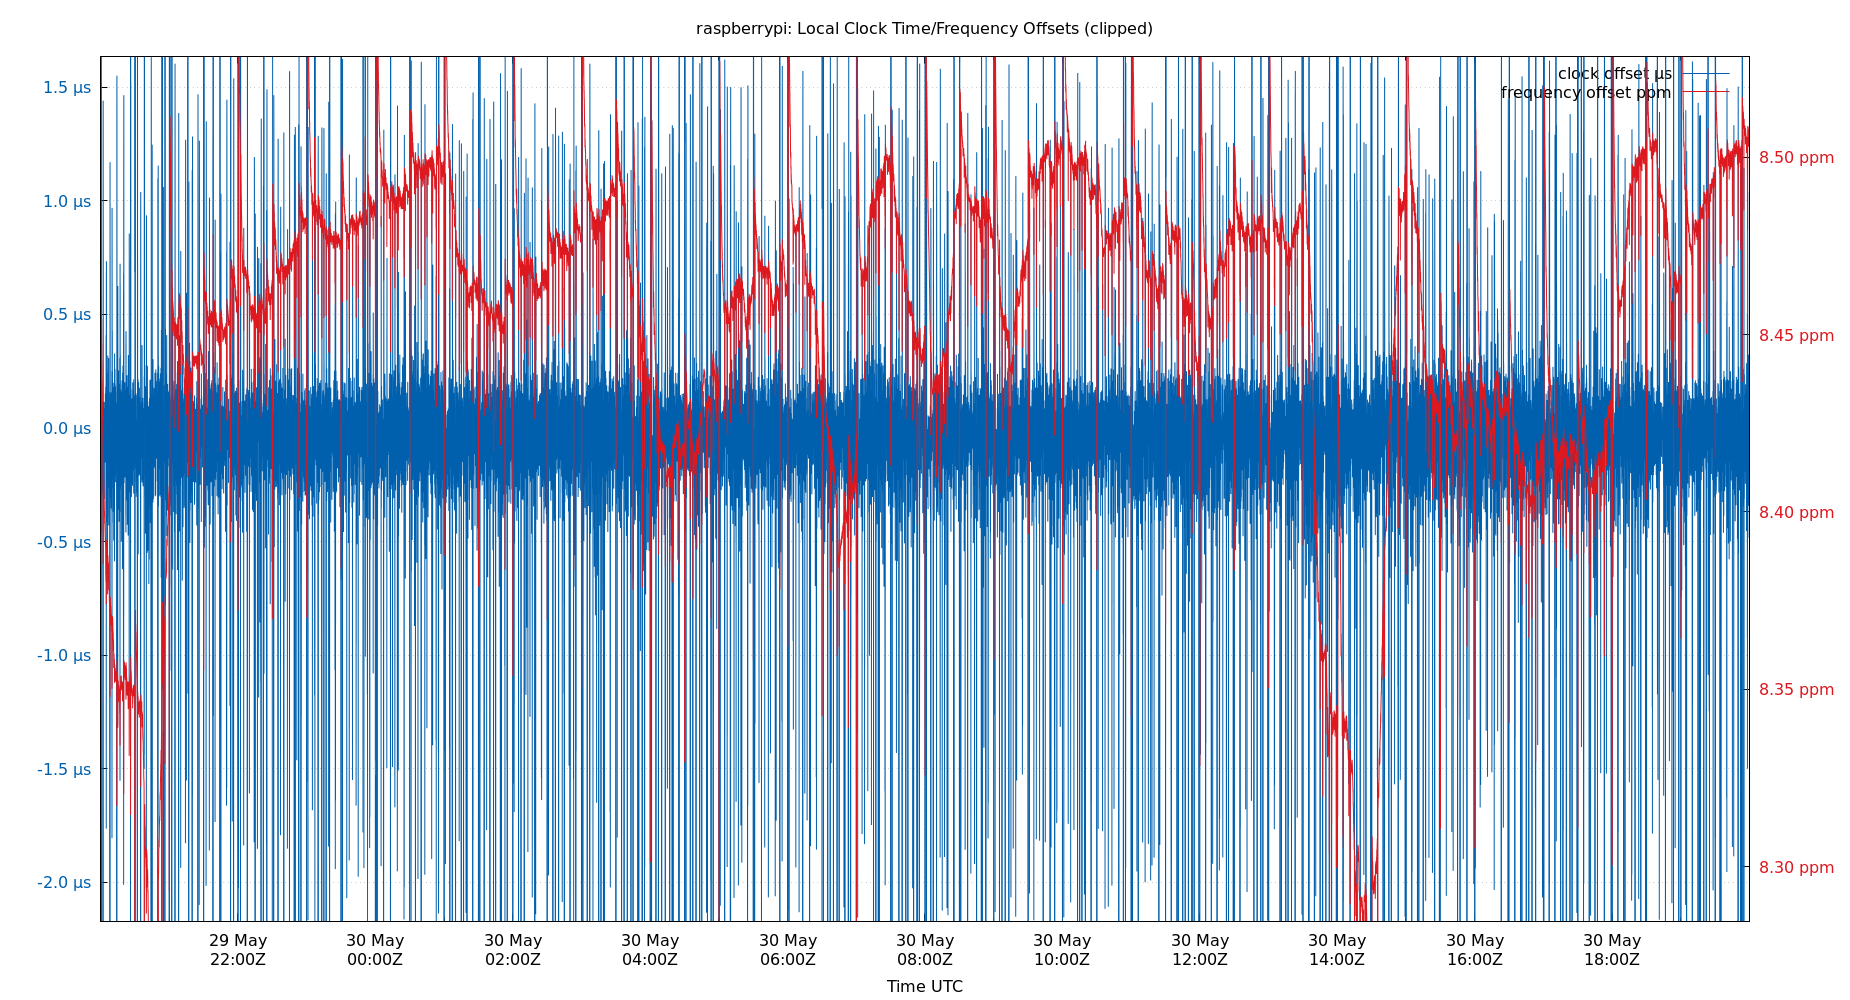 raspberrypi: Local Clock Time/Frequency Offsets (clipped)
clock offset µs
frequency offset ppm
1.5 µs
1.0 µs
0.5 µs
0.0 µs
-0.5 µs
-1.0 µs
-1.5 µs
-2.0 µs
8.50 ppm
8.45 ppm
8.40 ppm
8.35 ppm
8.30 ppm
29 May 30 May 30 May 30 May 30 May 30 May 30 May 30 May 30 May 30 May 30 May
22:00Z 00:00Z 02:00Z 04:00Z 06:00Z 08:00Z 10:00Z 12:00Z 14:00Z 16:00Z 18:00Z
Time UTC